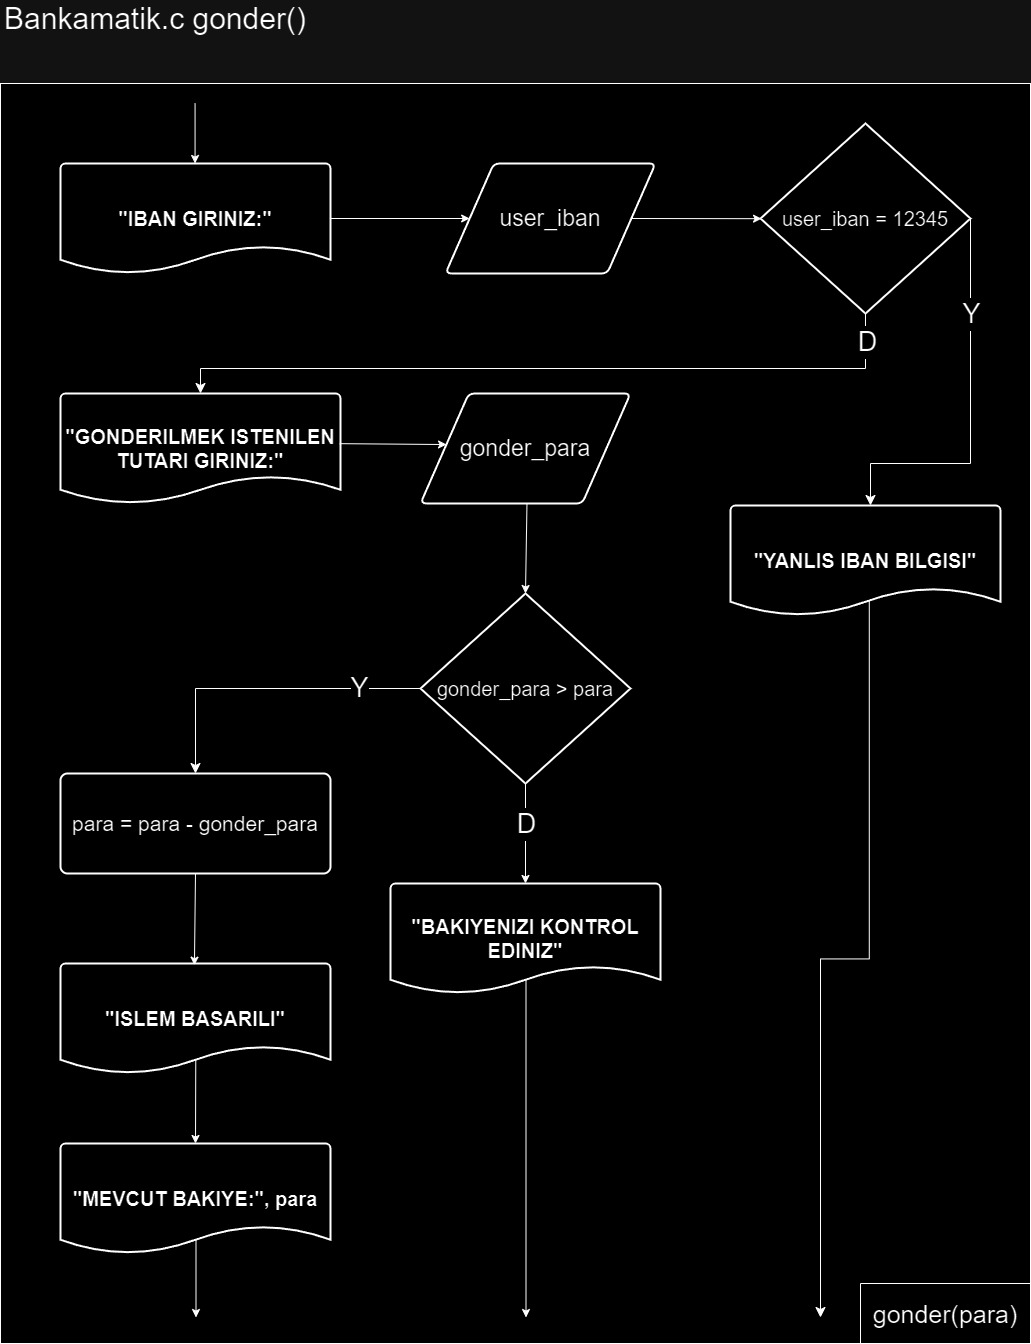 Bankamatik.c gonder()
"IBAN GIRINIZ:"
user_iban
user_iban = 12345
Y
D
"GONDERILMEK ISTENILEN
TUTARI GIRINIZ:"
gonder_para
"YANLIS IBAN BILGISI"
gonder_para > para
Y
D
para = para - gonder_para
"BAKIYENIZI KONTROL
EDINIZ"
"ISLEM BASARILI"
"MEVCUT BAKIYE:", para
gonder(para)